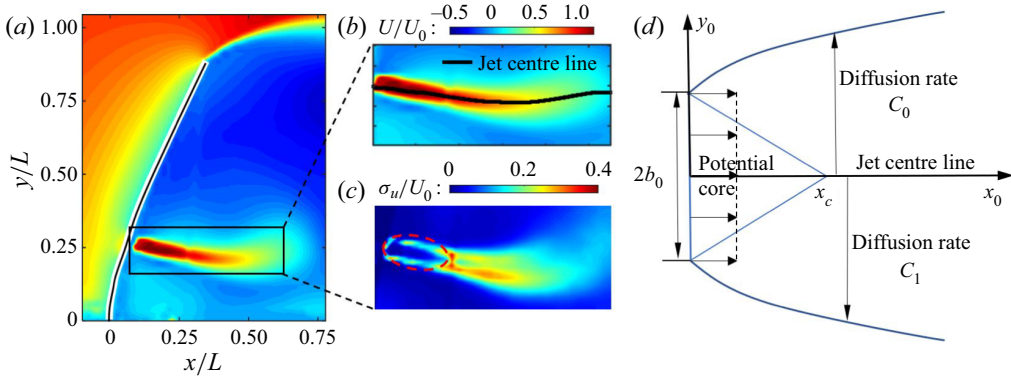 (a)
1.00
0.75
0.50
0.25
0
y/L
0
0.25
0.50
0.75
x/L
(b)
U/U₀:
−0.5 0 0.5 1.0
Jet centre line
(c)
σᵤ/U₀:
0 0.2 0.4
(d)
y₀
Diffusion rate
C₀
2b₀
Potential
core
Jet centre line
x_c
x₀
Diffusion rate
C₁